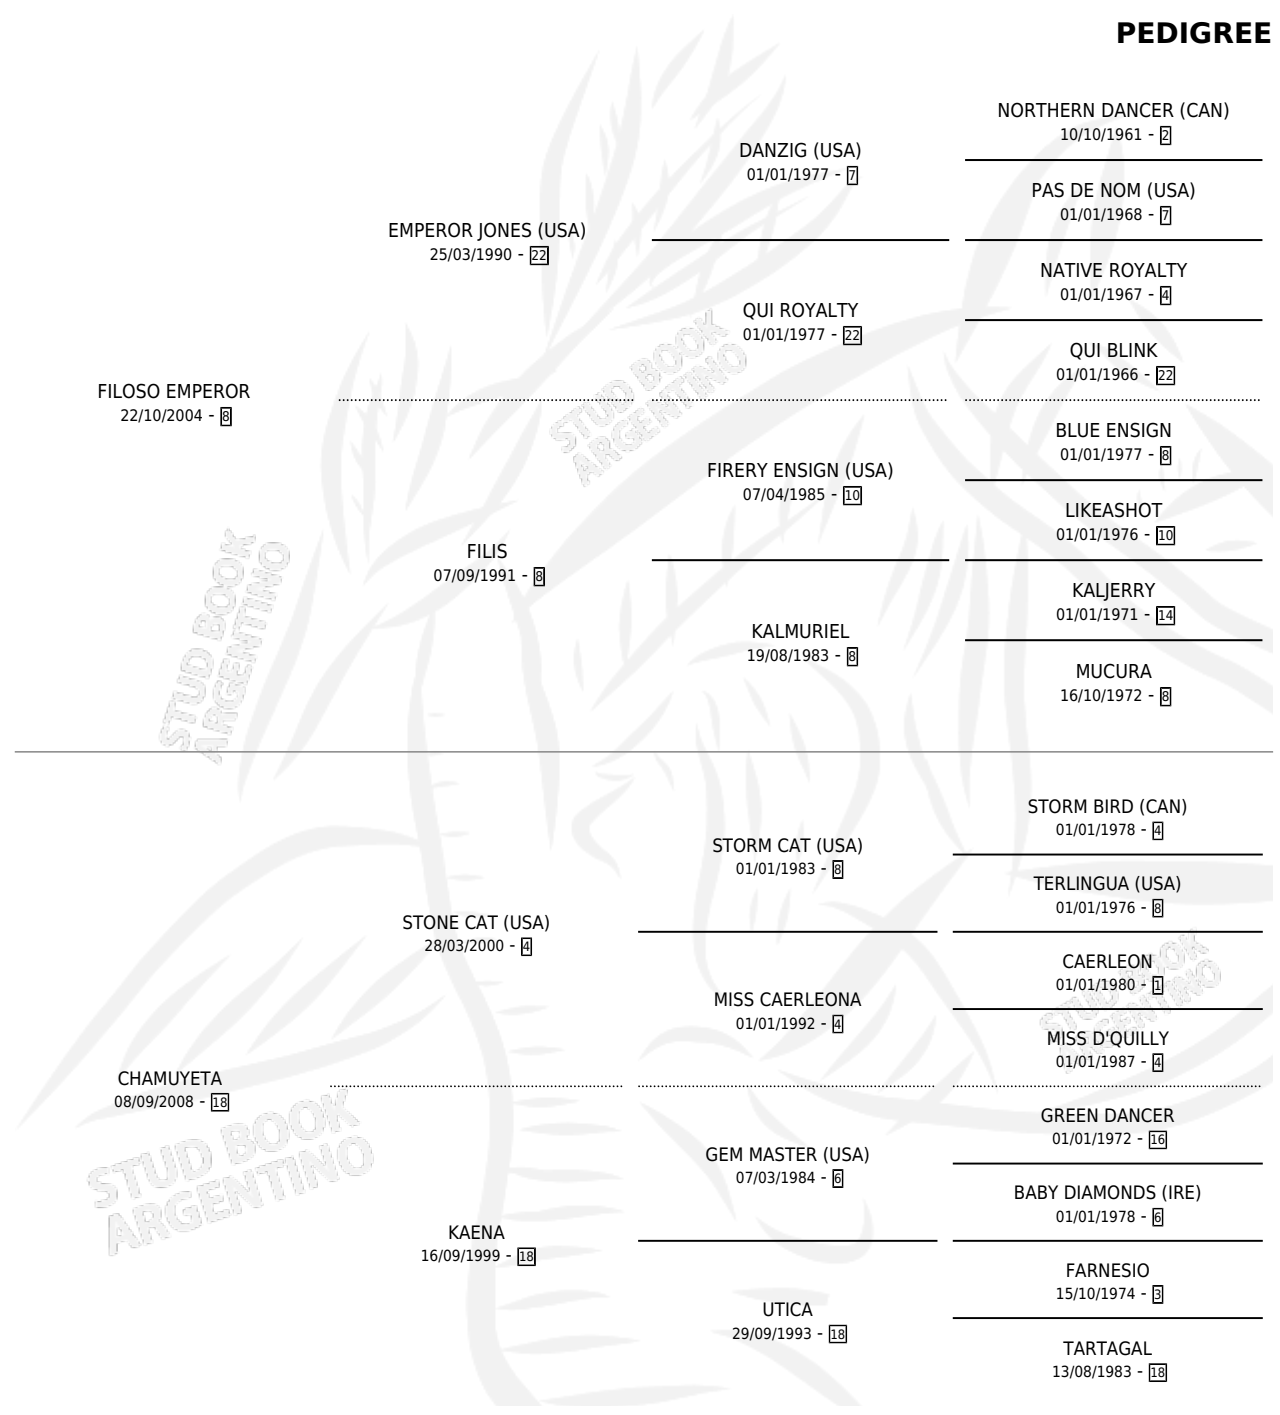 PEDIGREE
NORTHERN DANCER (CAN)
10/10/1961 - 2
DANZIG (USA)
01/01/1977 - 7
PAS DE NOM (USA)
01/01/1968 - 7
EMPEROR JONES (USA)
25/03/1990 - 22
NATIVE ROYALTY
01/01/1967 - 4
QUI ROYALTY
01/01/1977 - 22
QUI BLINK
01/01/1966 - 22
FILOSO EMPEROR
22/10/2004 - 8
STUD BOOK
ARGENTINO
BLUE ENSIGN
01/01/1977 - 8
FIRERY ENSIGN (USA)
07/04/1985 - 10
LIKEASHOT
01/01/1976 - 10
FILIS
07/09/1991 - 8
KALJERRY
01/01/1971 - 14
KALMURIEL
19/08/1983 - 8
MUCURA
16/10/1972 - 8
STUD BOOK
ARGENTINO
STORM BIRD (CAN)
01/01/1978 - 4
STORM CAT (USA)
01/01/1983 - 8
TERLINGUA (USA)
01/01/1976 - 8
STONE CAT (USA)
28/03/2000 - 4
CAERLEON
01/01/1980 - 1
STUD BOOK
ARGENTINO
MISS CAERLEONA
01/01/1992 - 4
MISS D'QUILLY
01/01/1987 - 4
CHAMUYETA
08/09/2008 - 18
STUD BOOK
ARGENTINO
GREEN DANCER
01/01/1972 - 16
GEM MASTER (USA)
07/03/1984 - 6
BABY DIAMONDS (IRE)
01/01/1978 - 6
KAENA
16/09/1999 - 18
FARNESIO
15/10/1974 - 3
UTICA
29/09/1993 - 18
TARTAGAL
13/08/1983 - 18